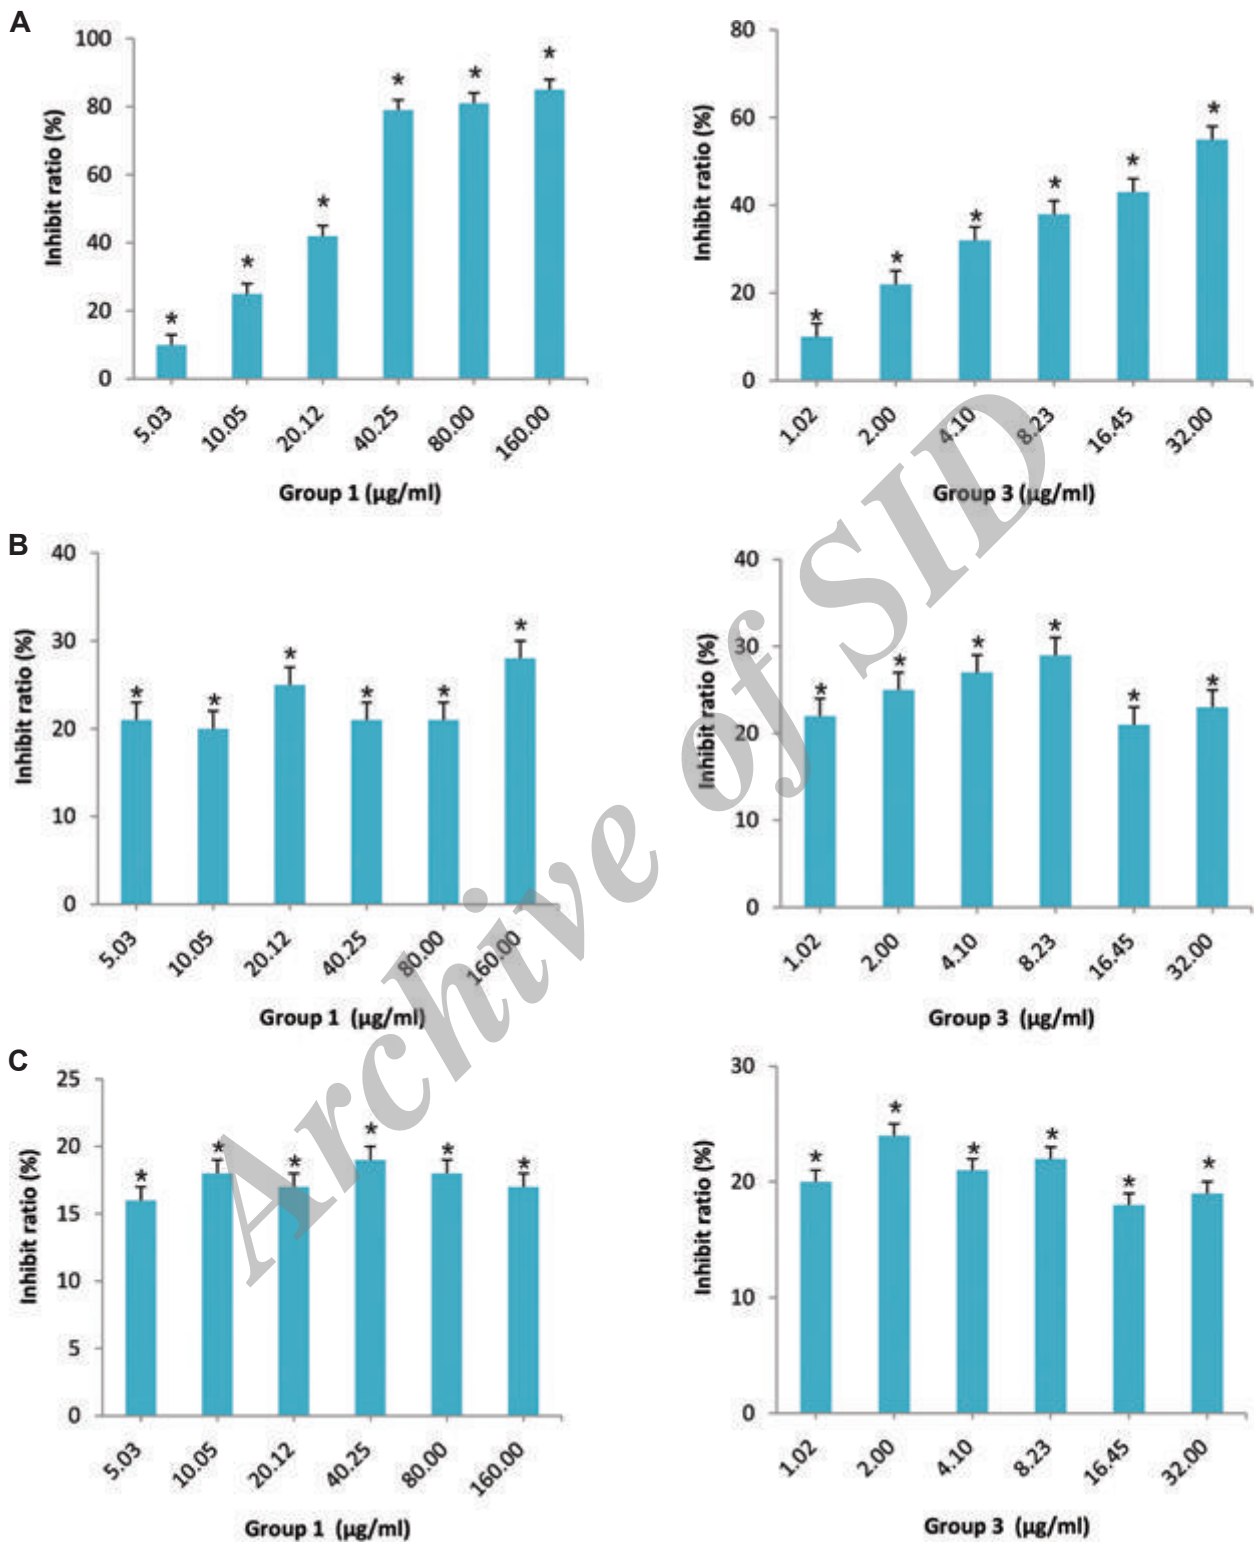 A
100
80
60
40
20
0
Inhibit ratio (%)
* * * * * *
5.03 10.05 20.12 40.25 80.00 160.00
Group 1 (µg/ml)
80
60
40
20
0
Inhibit ratio (%)
* * * * * *
1.02 2.00 4.10 8.23 16.45 32.00
Group 3 (µg/ml)
B
40
30
20
10
0
Inhibit ratio (%)
* * * * * *
5.03 10.05 20.12 40.25 80.00 160.00
Group 1 (µg/ml)
40
30
20
10
0
Inhibit ratio (%)
* * * * * *
1.02 2.00 4.10 8.23 16.45 32.00
Group 3 (µg/ml)
C
25
20
15
10
5
0
Inhibit ratio (%)
* * * * * *
5.03 10.05 20.12 40.25 80.00 160.00
Group 1 (µg/ml)
30
20
10
0
Inhibit ratio (%)
* * * * * *
1.02 2.00 4.10 8.23 16.45 32.00
Group 3 (µg/ml)
Archive of SID